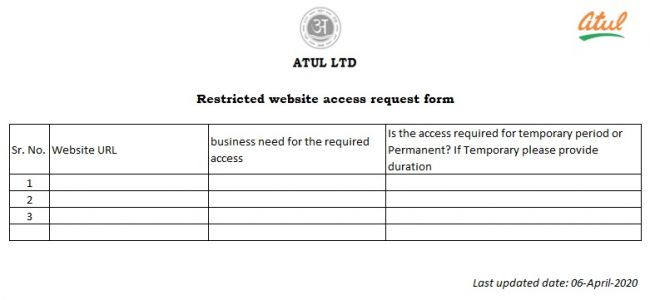 अ
atul
ATUL LTD
Restricted website access request form
Sr. No. Website URL business need for the required access Is the access required for temporary period or Permanent? If Temporary please provide duration
1
2
3
Last updated date: 06-April-2020